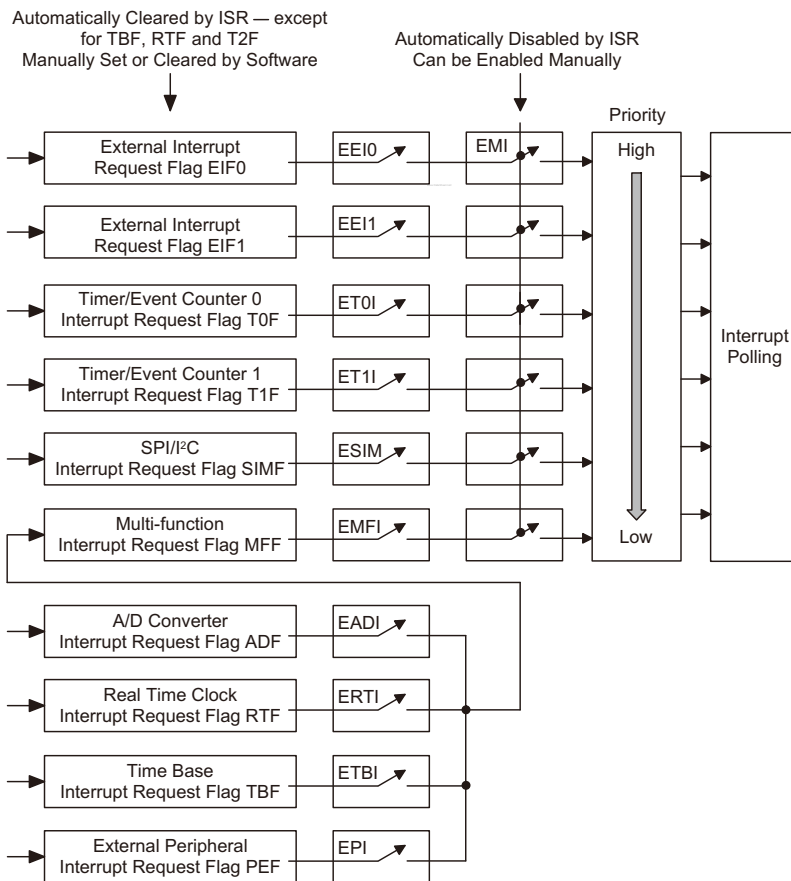 Automatically Cleared by ISR — except
for TBF, RTF and T2F
Manually Set or Cleared by Software
Automatically Disabled by ISR
Can be Enabled Manually
Priority
External Interrupt
Request Flag EIF0
EEI0
EMI
High
External Interrupt
Request Flag EIF1
EEI1
Timer/Event Counter 0
Interrupt Request Flag T0F
ET0I
Timer/Event Counter 1
Interrupt Request Flag T1F
ET1I
Interrupt
Polling
SPI/I²C
Interrupt Request Flag SIMF
ESIM
Multi-function
Interrupt Request Flag MFF
EMFI
Low
A/D Converter
Interrupt Request Flag ADF
EADI
Real Time Clock
Interrupt Request Flag RTF
ERTI
Time Base
Interrupt Request Flag TBF
ETBI
External Peripheral
Interrupt Request Flag PEF
EPI